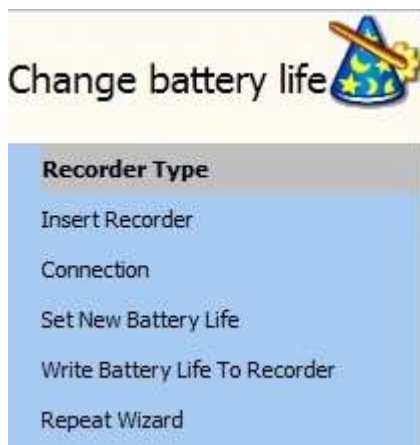 Change battery life
Recorder Type
Insert Recorder
Connection
Set New Battery Life
Write Battery Life To Recorder
Repeat Wizard